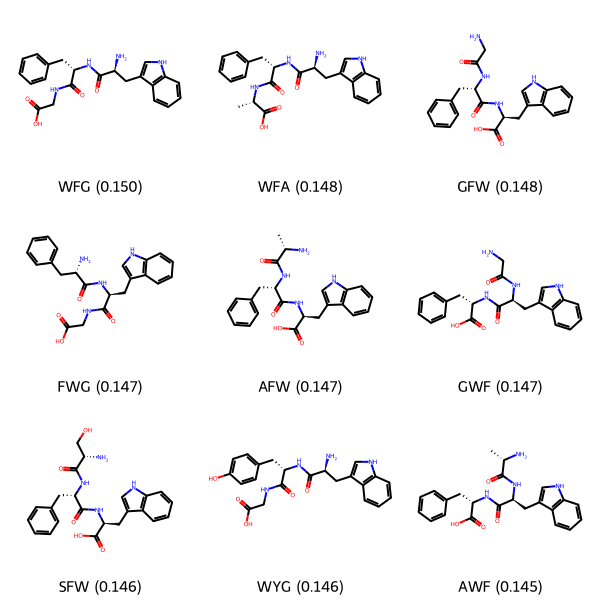 WFG (0.150)
WFA (0.148)
GFW (0.148)
FWG (0.147)
AFW (0.147)
GWF (0.147)
SFW (0.146)
WYG (0.146)
AWF (0.145)